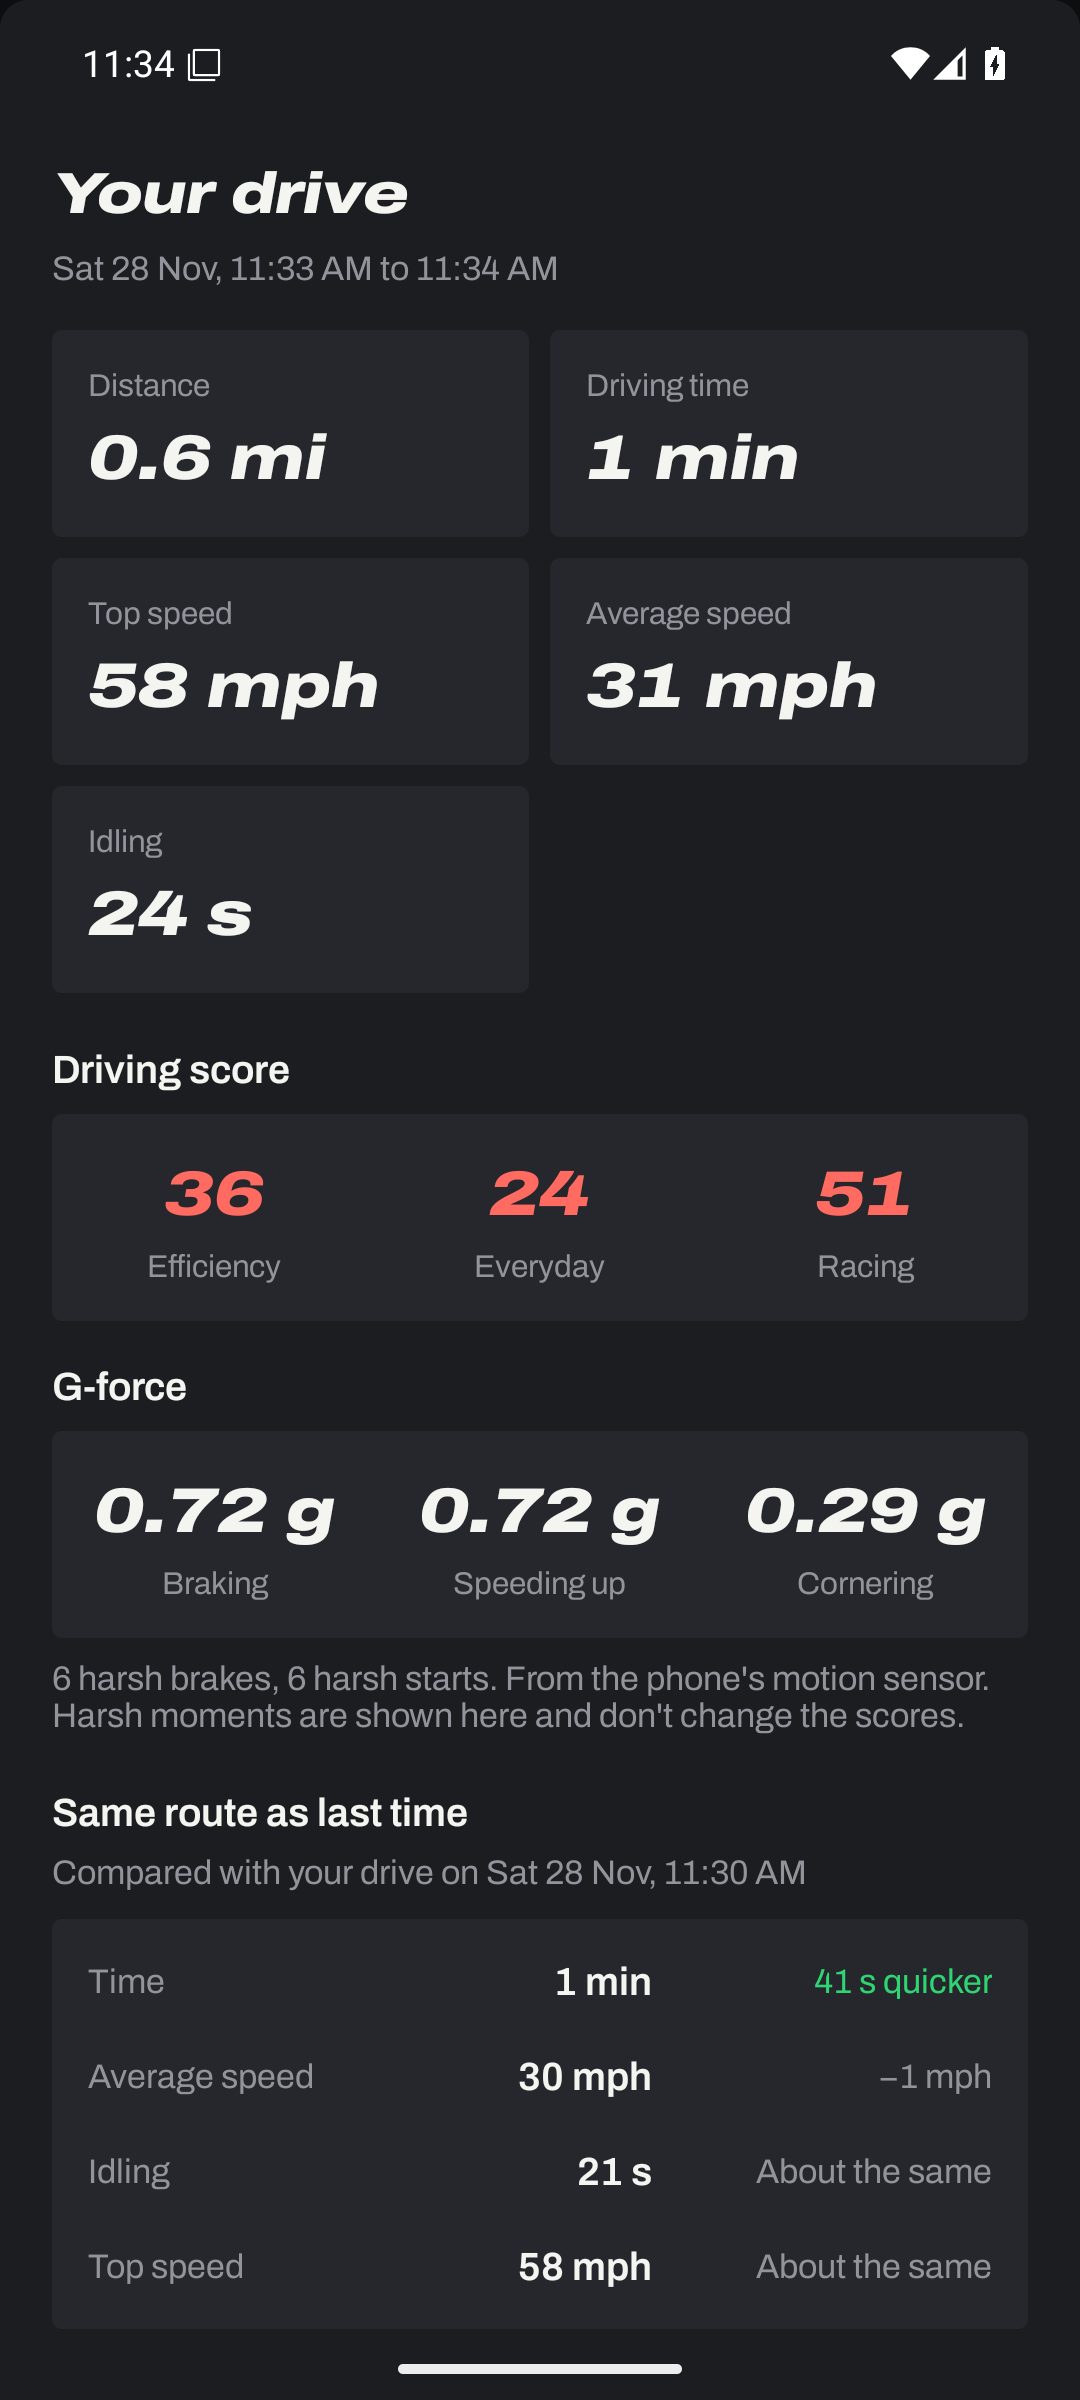 11:34
Your drive
Sat 28 Nov, 11:33 AM to 11:34 AM
Distance
0.6 mi
Driving time
1 min
Top speed
58 mph
Average speed
31 mph
Idling
24 s
Driving score
36
Efficiency
24
Everyday
51
Racing
G-force
0.72 g
Braking
0.72 g
Speeding up
0.29 g
Cornering
6 harsh brakes, 6 harsh starts. From the phone's motion sensor.
Harsh moments are shown here and don't change the scores.
Same route as last time
Compared with your drive on Sat 28 Nov, 11:30 AM
Time 1 min 41 s quicker
Average speed 30 mph −1 mph
Idling 21 s About the same
Top speed 58 mph About the same